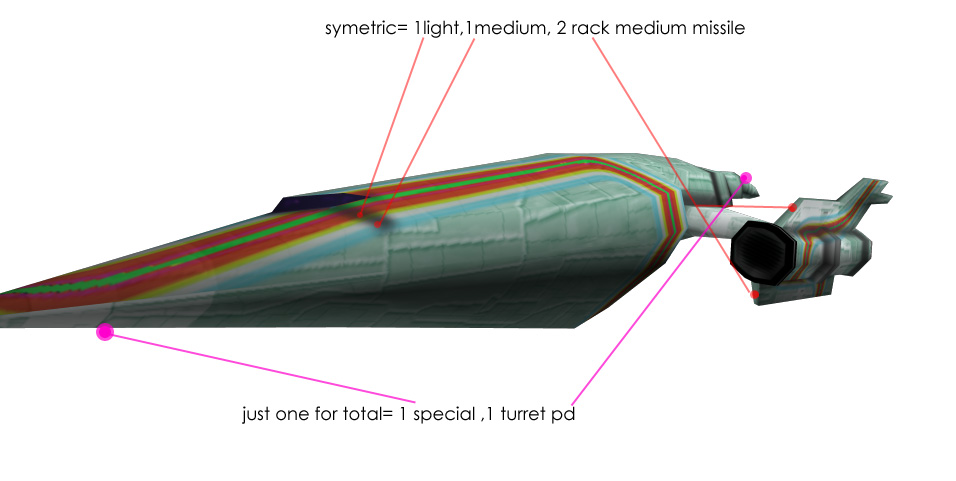 symetric= 1light,1medium, 2 rack medium missile
just one for total= 1 special ,1 turret pd